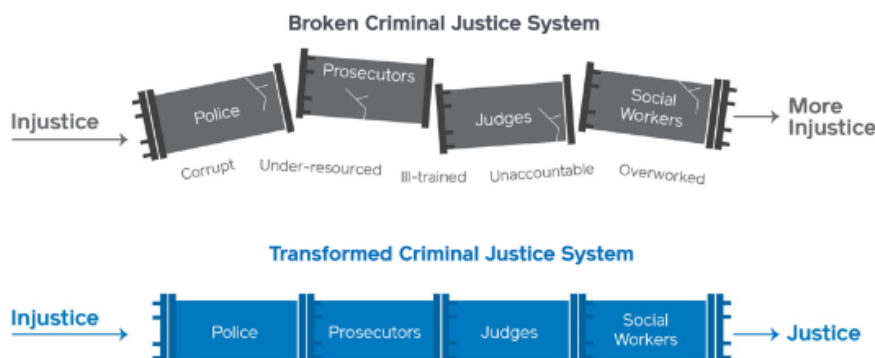 Broken Criminal Justice System
Injustice
Police
Prosecutors
Judges
Social
Workers
More
Injustice
Corrupt
Under-resourced
Ill-trained
Unaccountable
Overworked
Transformed Criminal Justice System
Injustice
Police
Prosecutors
Judges
Social
Workers
Justice